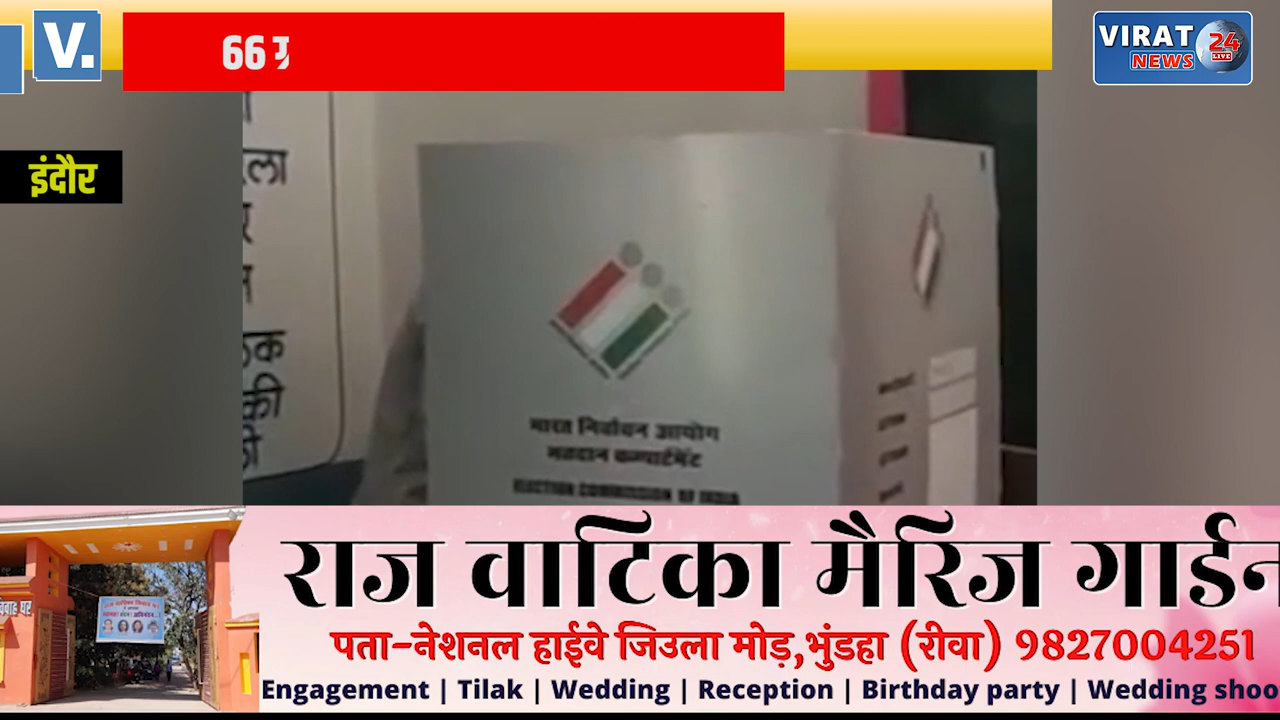 V.
66
VIRAT
NEWS
24
LIVE
इंदौर
भारत निर्वाचन आयोग
मतदान कम्पार्टमेंट
ELECTION COMMISSION OF INDIA
राज वाटिका मैरिज गार्डन
पता-नेशनल हाईवे जिउला मोड़,भुंडहा (रीवा) 9827004251
Engagement | Tilak | Wedding | Reception | Birthday party | Wedding shoo